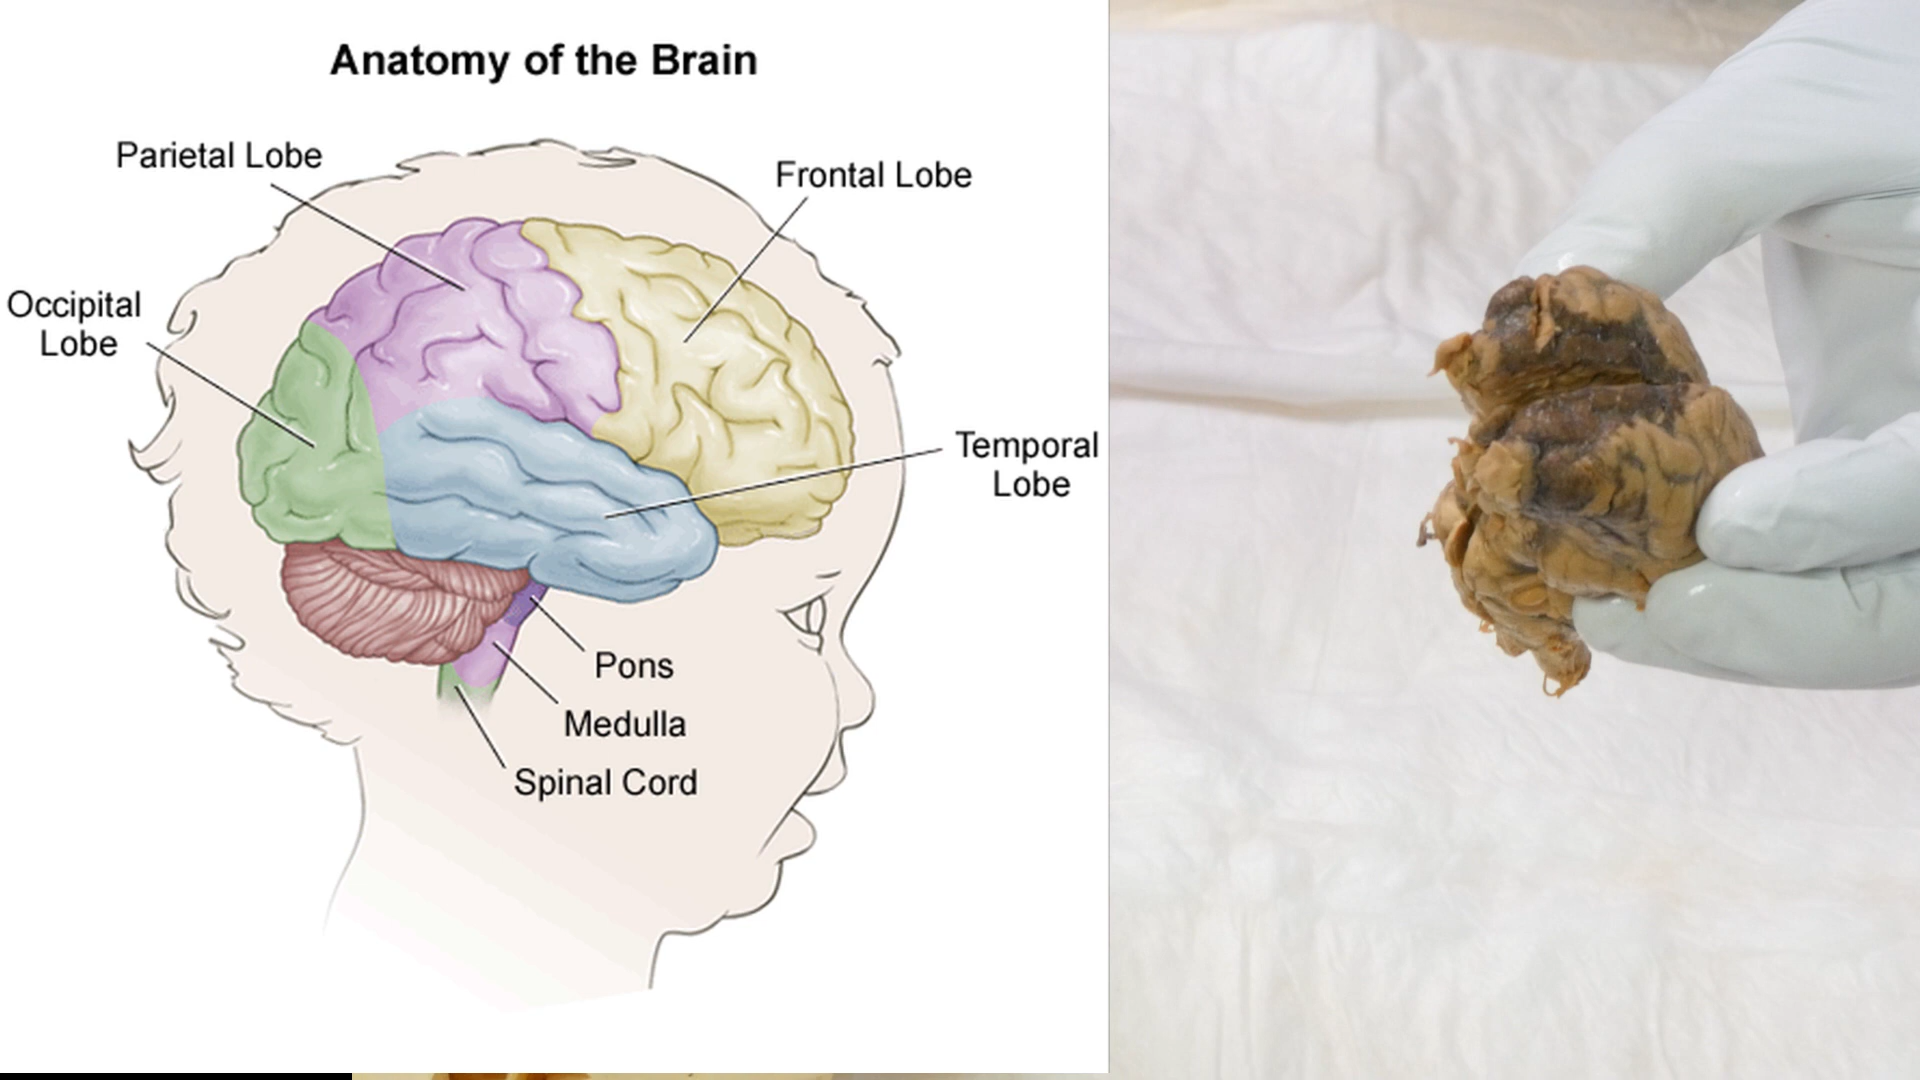 Anatomy of the Brain
Parietal Lobe
Frontal Lobe
Occipital
Lobe
Temporal
Lobe
Pons
Medulla
Spinal Cord